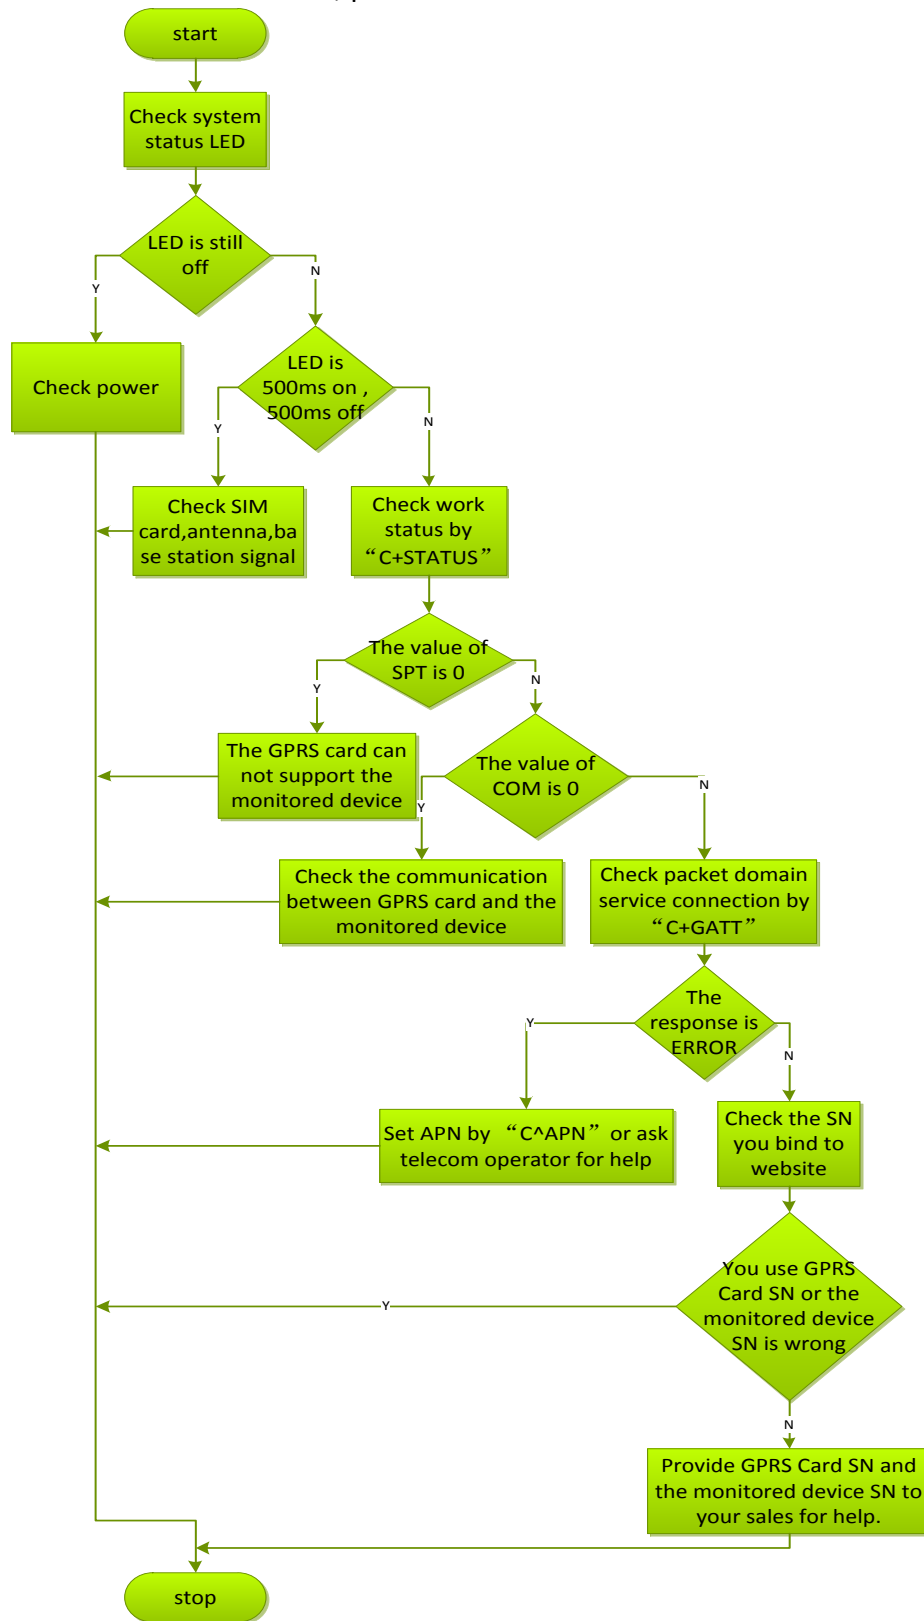 start
Check system
status LED
LED is still
off
Y
N
LED is
500ms on ,
500ms off
Check power
Y
N
Check SIM
card,antenna,ba
se station signal
Check work
status by
“C+STATUS”
The value of
SPT is 0
Y
N
The GPRS card can
not support the
monitored device
The value of
COM is 0
Y
N
Check the communication
between GPRS card and the
monitored device
Check packet domain
service connection by
“C+GATT”
The
response is
ERROR
Y
N
Set APN by “C^APN” or ask
telecom operator for help
Check the SN
you bind to
website
You use GPRS
Card SN or the
monitored device
SN is wrong
Y
N
Provide GPRS Card SN and
the monitored device SN to
your sales for help.
stop